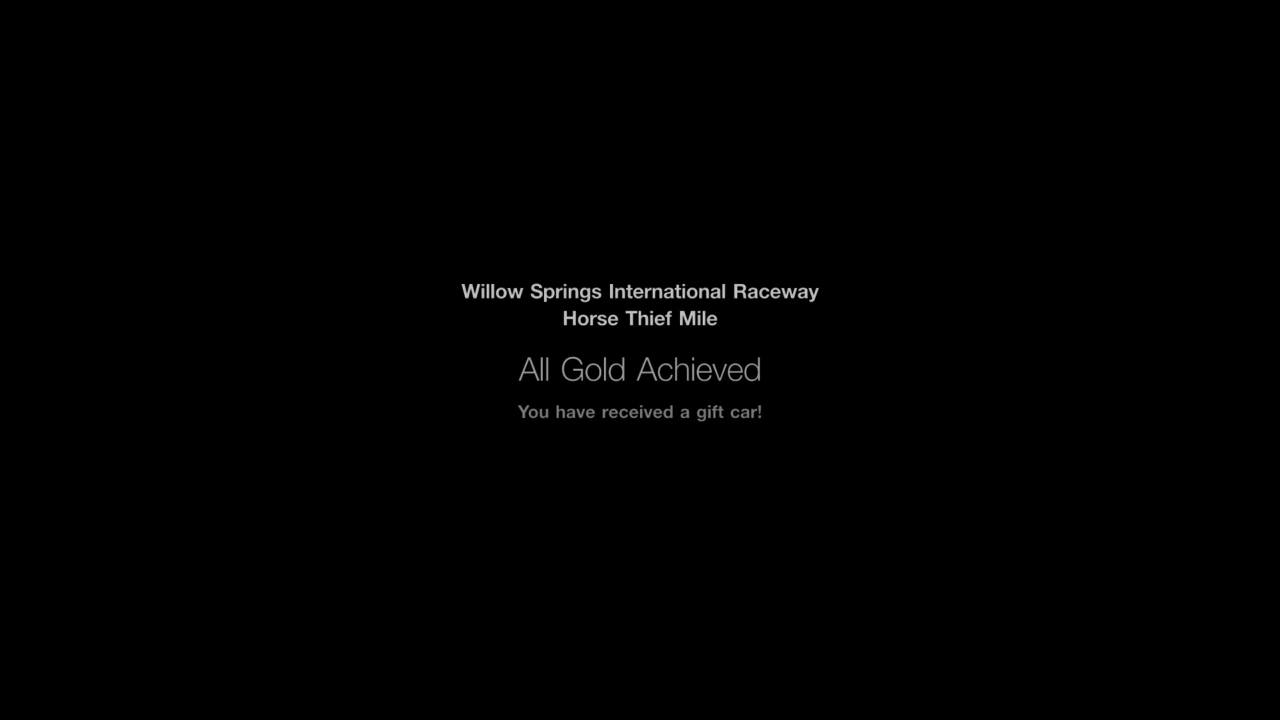 Willow Springs International Raceway
Horse Thief Mile
All Gold Achieved
You have received a gift car!